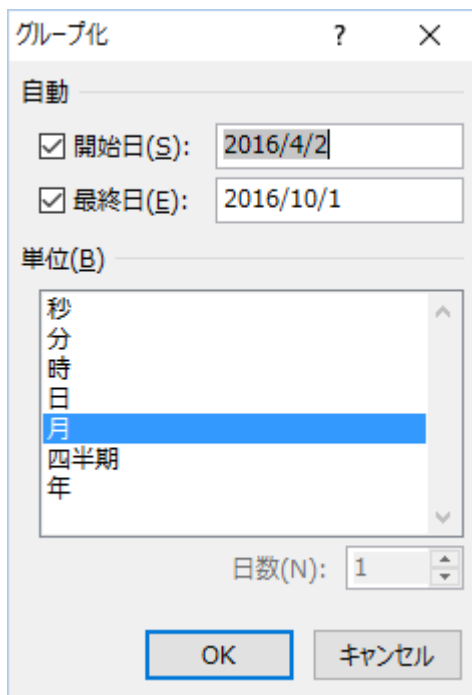 グループ化 ?
自動
開始日(S): 2016/4/2
最終日(E): 2016/10/1
単位(B)
秒
分
時
日
月
四半期
年
日数(N): 1
OK キャンセル